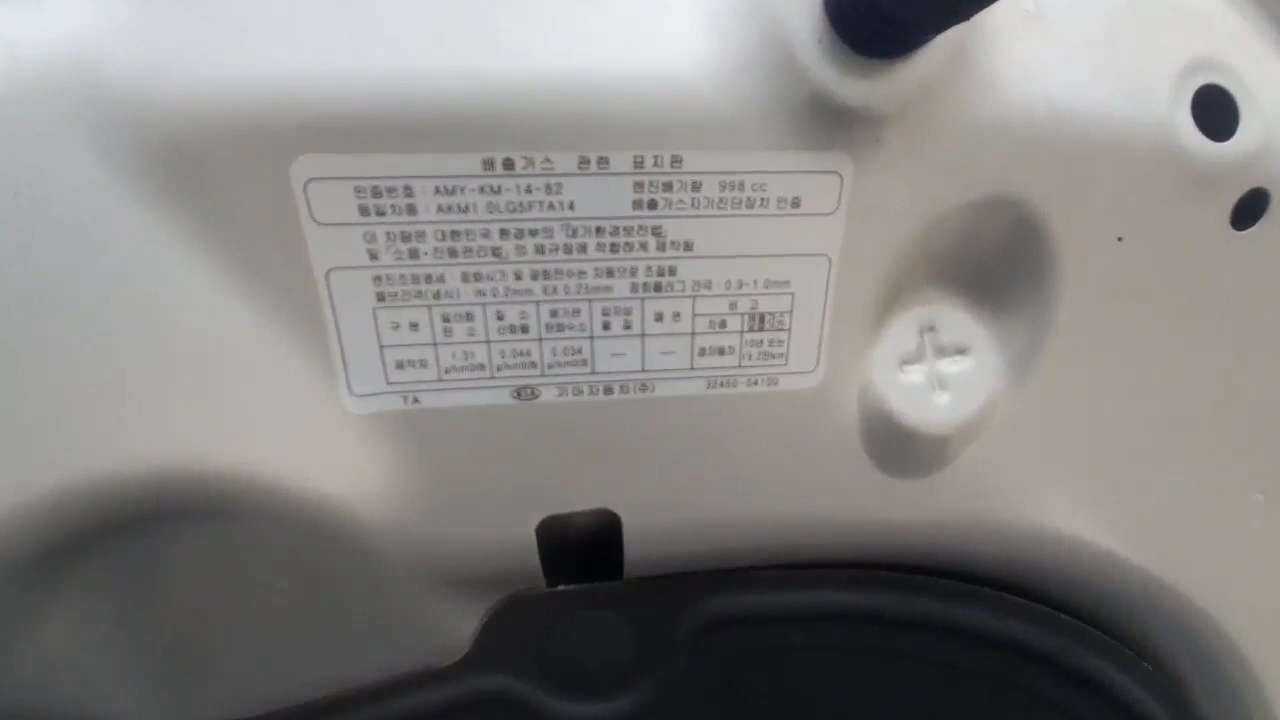 배출가스 관련 표지판
인증번호 : AMY-KM-14-82 엔진배기량 : 998 cc
동일차종 : AKM1.0LG5FTA14 배출가스자기진단장치 인증
이 차량은 대한민국 환경부의 「대기환경보전법」
및 「소음·진동관리법」의 제규정에 적합하게 제작됨
엔진조정명세 : 점화시기 및 공회전수는 자동으로 조절됨
밸브간극(냉시) : IN 0.2mm, EX 0.25mm 점화플러그 간극 : 0.9~1.0mm
구 분 일산화탄소 질소산화물 배기관탄화수소 입자상물질 매연 비 고
차종
제작차 1.31 0.044 0.034 — — 경자동차 10년 또는
g/km이하 g/km이하 g/km이하 19.2만km
TA KIA 기아자동차(주) 32450-04100